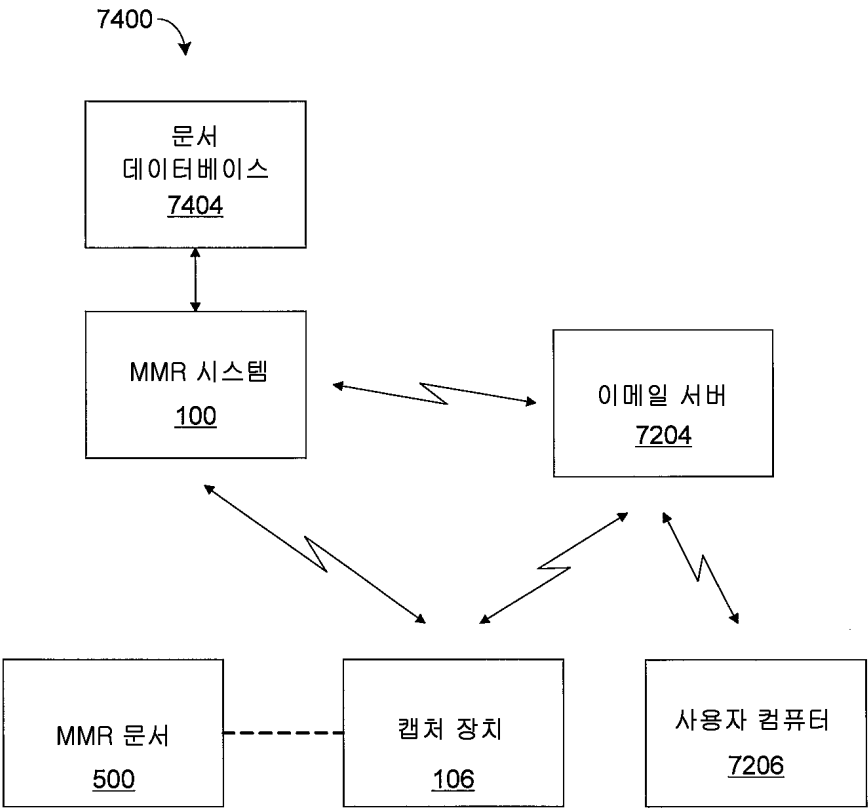 7400
문서
데이터베이스
7404
MMR 시스템
100
이메일 서버
7204
MMR 문서
500
캡처 장치
106
사용자 컴퓨터
7206